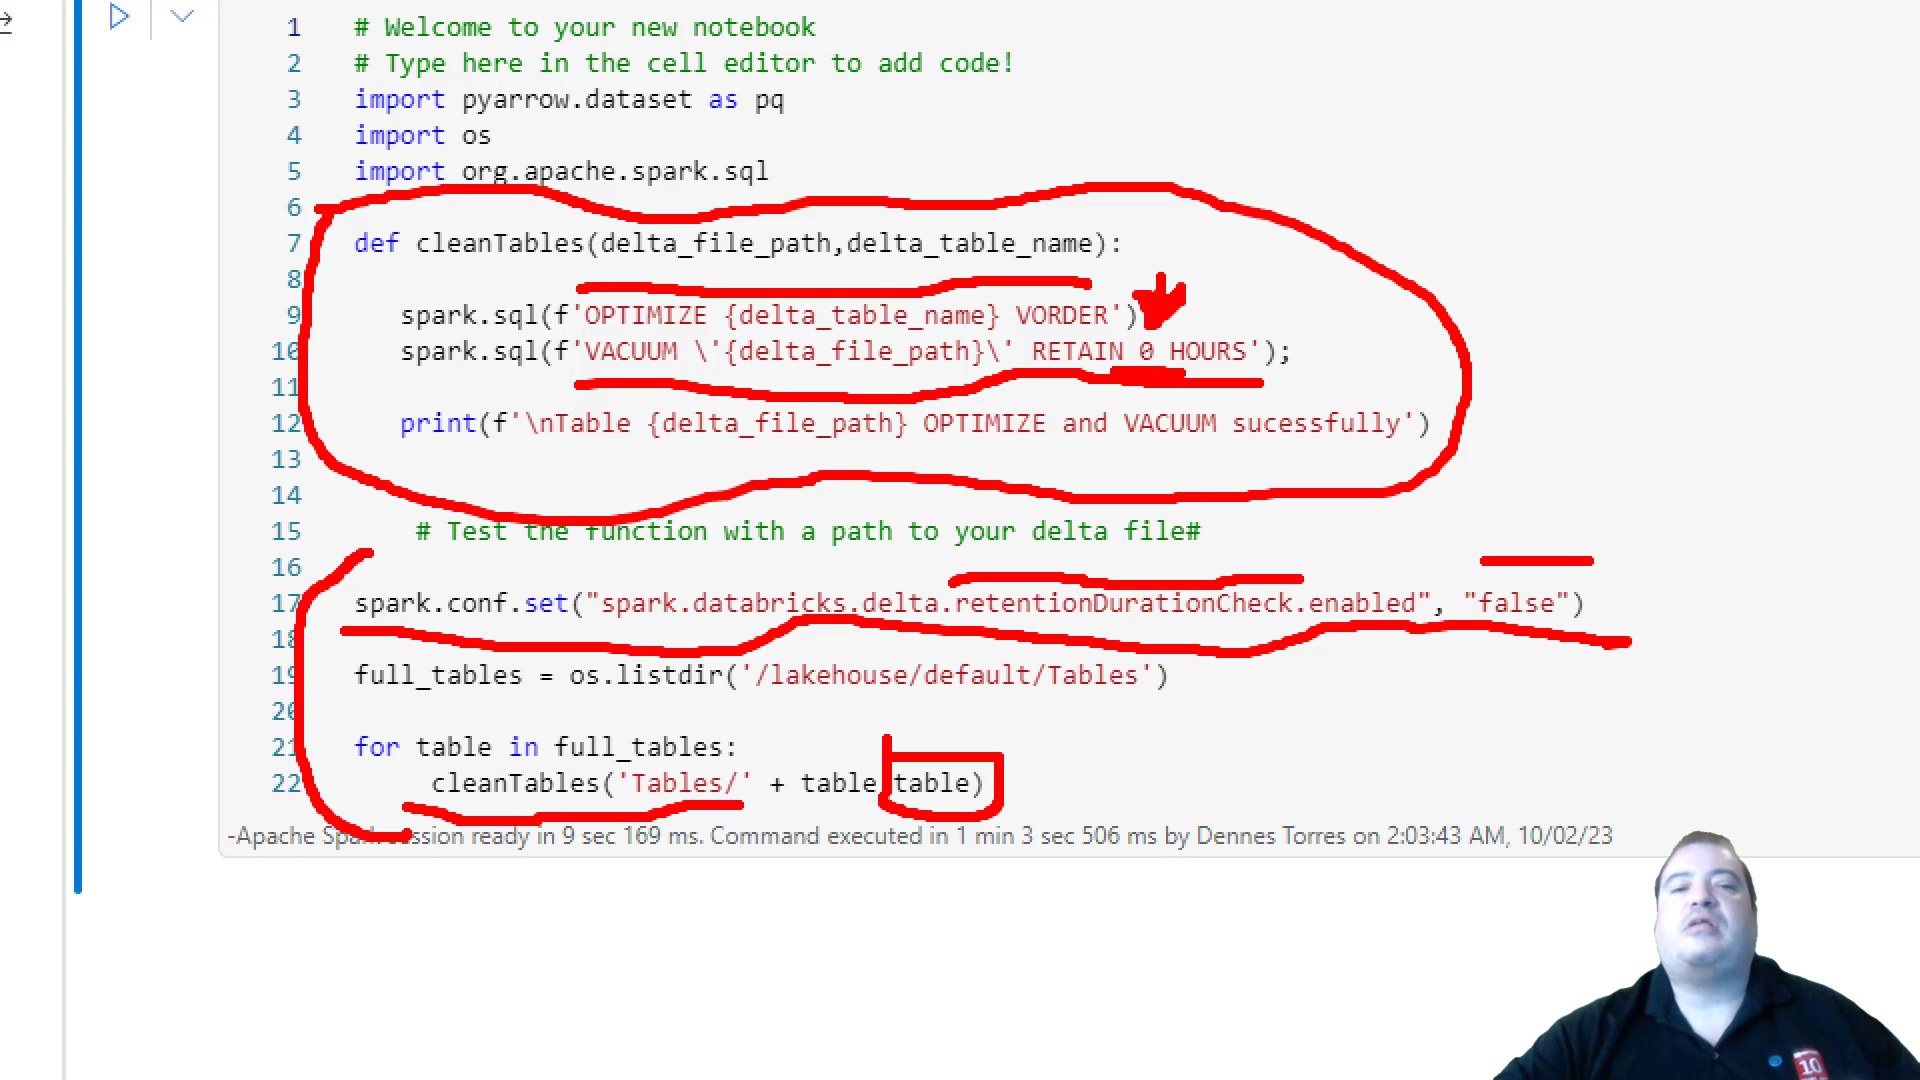 1 # Welcome to your new notebook
2 # Type here in the cell editor to add code!
3 import pyarrow.dataset as pq
4 import os
5 import org.apache.spark.sql
6
7 def cleanTables(delta_file_path,delta_table_name):
8
9 spark.sql(f'OPTIMIZE {delta_table_name} VORDER')
10 spark.sql(f'VACUUM \'{delta_file_path}\' RETAIN 0 HOURS');
11
12 print(f'\nTable {delta_file_path} OPTIMIZE and VACUUM sucessfully')
13
14
15 # Test the function with a path to your delta file#
16
17 spark.conf.set("spark.databricks.delta.retentionDurationCheck.enabled", "false")
18
19 full_tables = os.listdir('/lakehouse/default/Tables')
20
21 for table in full_tables:
22 cleanTables('Tables/' + table,table)
-Apache Spark session ready in 9 sec 169 ms. Command executed in 1 min 3 sec 506 ms by Dennes Torres on 2:03:43 AM, 10/02/23
10